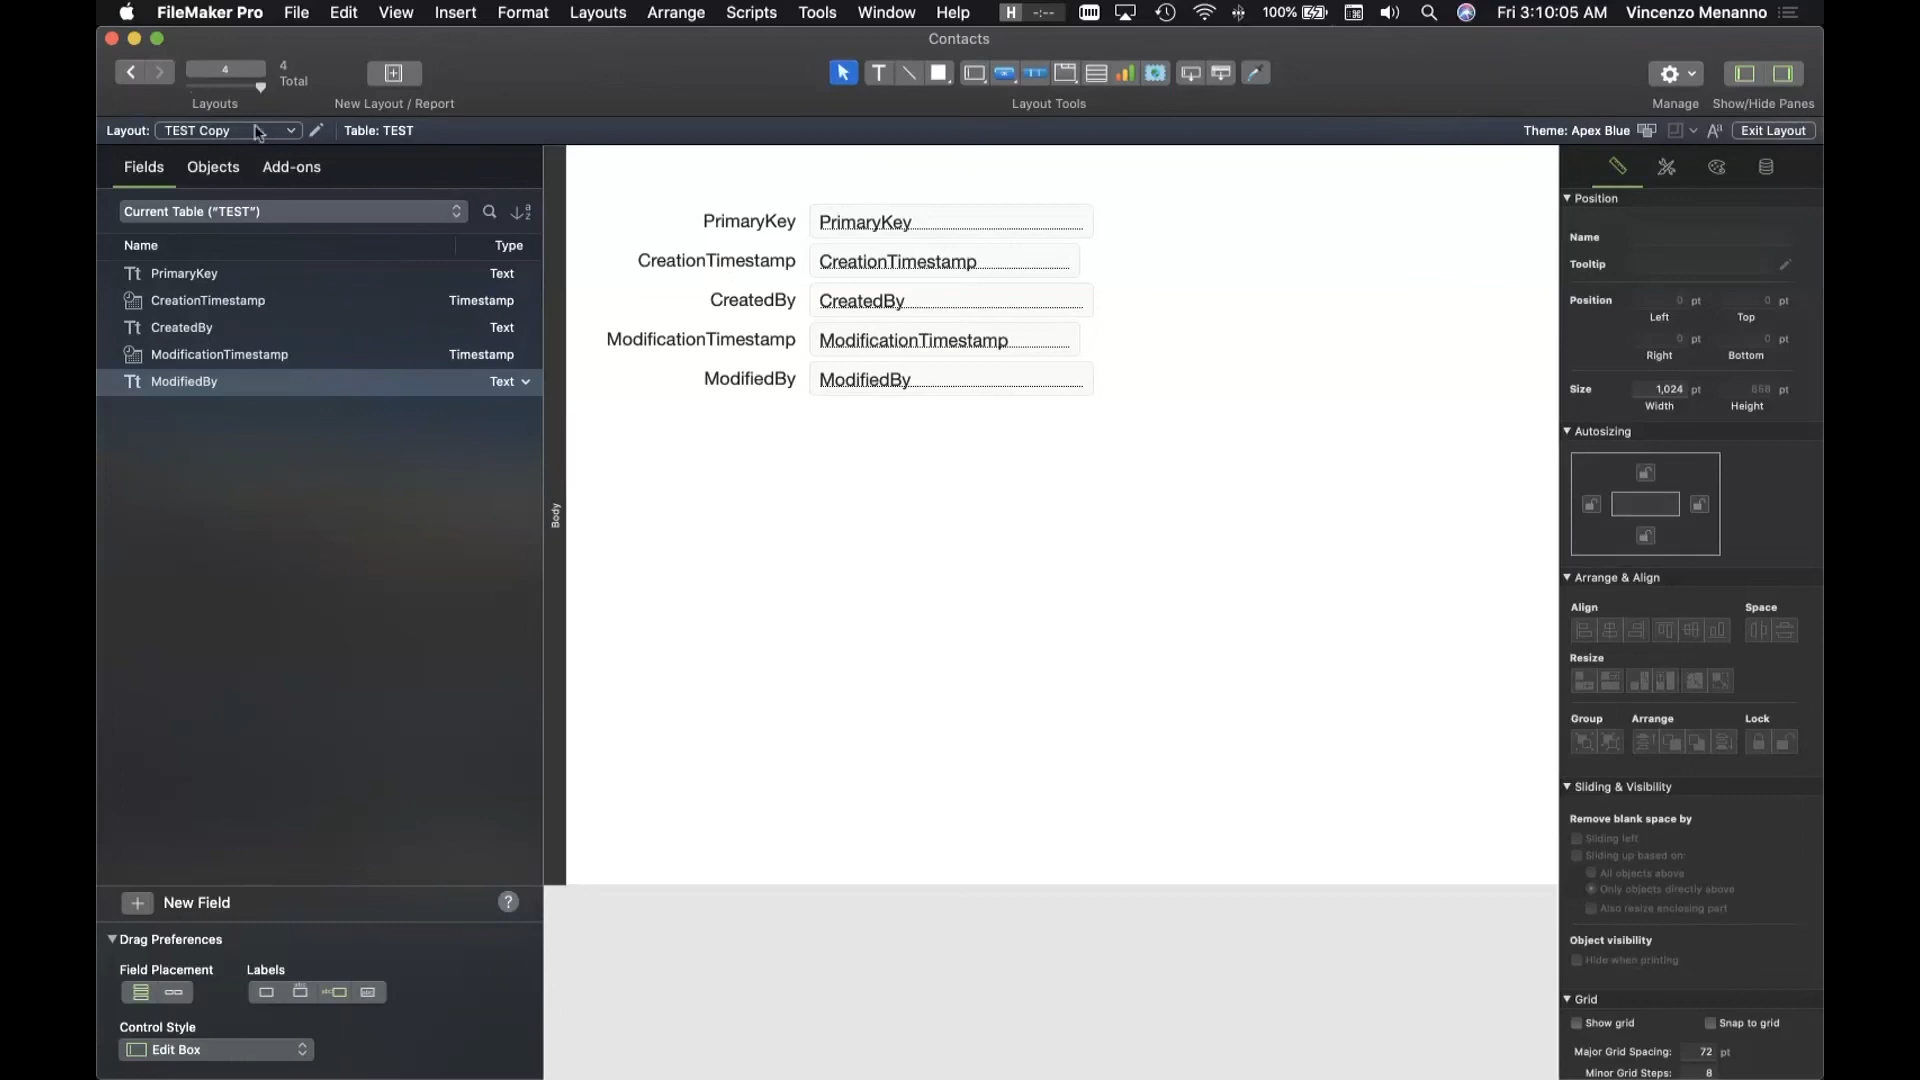 FileMaker Pro File Edit View Insert Format Layouts Arrange Scripts Tools Window Help H -:-- 100% Fri 3:10:05 AM Vincenzo Menanno
Contacts
4
4
Total
Layouts
New Layout / Report
Layout Tools
Manage
Show/Hide Panes
Layout: TEST Copy
Table: TEST
Theme: Apex Blue
Exit Layout
Fields Objects Add-ons
Current Table ("TEST")
Name Type
PrimaryKey Text
CreationTimestamp Timestamp
CreatedBy Text
ModificationTimestamp Timestamp
ModifiedBy Text
New Field
?
Drag Preferences
Field Placement Labels
Control Style
Edit Box
Body
PrimaryKey PrimaryKey
CreationTimestamp CreationTimestamp
CreatedBy CreatedBy
ModificationTimestamp ModificationTimestamp
ModifiedBy ModifiedBy
Position
Name
Tooltip
Position 0 pt 0 pt
Left Top
0 pt 0 pt
Right Bottom
Size 1,024 pt pt
Width Height
Autosizing
Arrange & Align
Align Space
Resize
Group Arrange Lock
Sliding & Visibility
Remove blank space by
Sliding left
Sliding up based on:
All objects above
Only objects directly above
Also resize enclosing part
Object visibility
Hide when printing
Grid
Show grid Snap to grid
Major Grid Spacing: 72 pt
Minor Grid Steps: 8